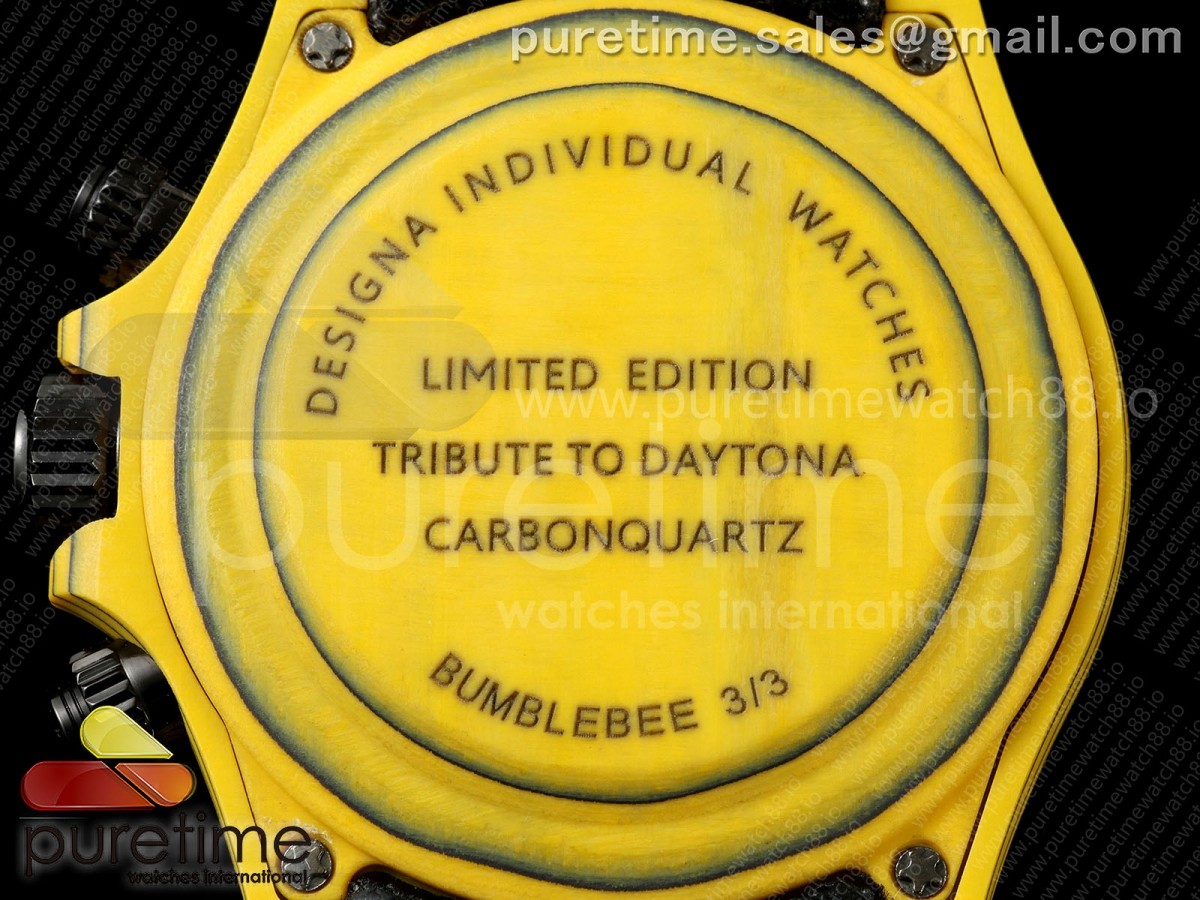 puretime.sales@gmail.com
DESIGNA INDIVIDUAL WATCHES
LIMITED EDITION
www.puretimewatch88.io
TRIBUTE TO DAYTONA
puretime
CARBONQUARTZ
watches international
BUMBLEBEE 3/3
puretime
watches international